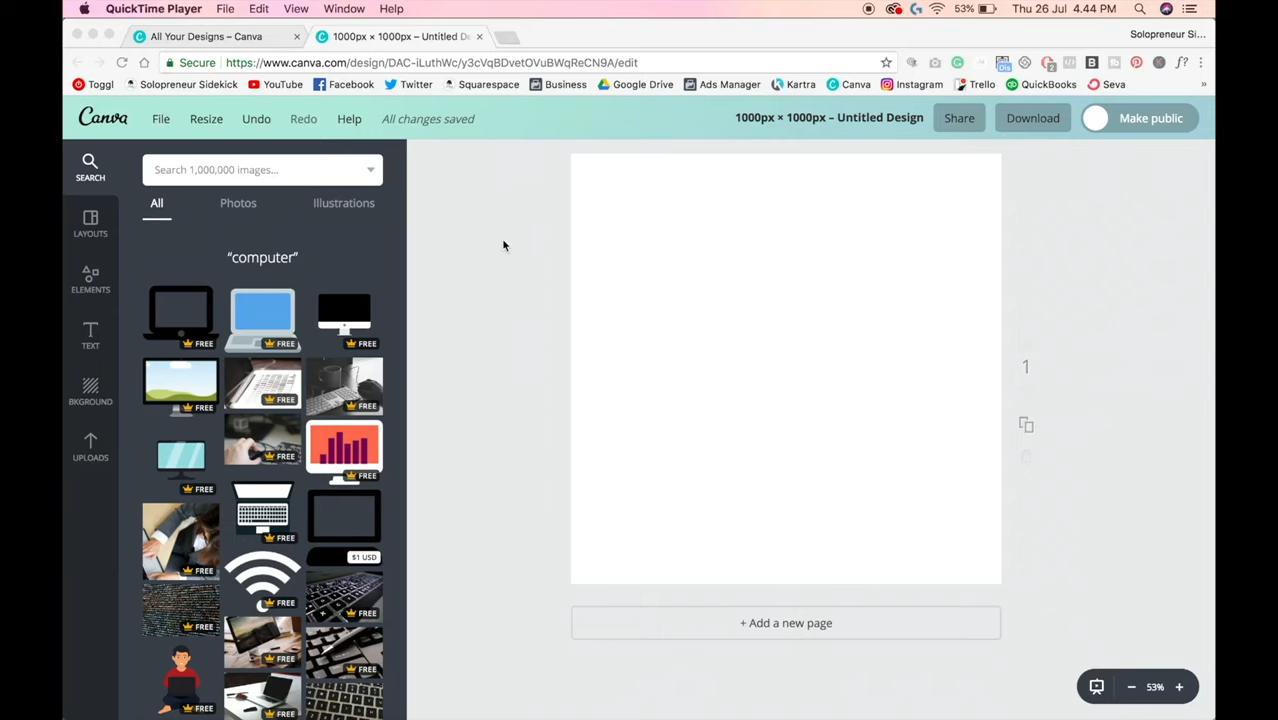 QuickTime Player File Edit View Window Help 53% Thu 26 Jul 4.44 PM
All Your Designs – Canva 1000px × 1000px – Untitled D Solopreneur Si...
Secure https://www.canva.com/design/DAC-iLuthWc/y3cVqBDvetOVuBWqReCN9A/edit
Toggl Solopreneur Sidekick YouTube Facebook Twitter Squarespace Business Google Drive Ads Manager Kartra Canva Instagram Trello QuickBooks Seva »
Canva File Resize Undo Redo Help All changes saved 1000px × 1000px – Untitled Design Share Download Make public
SEARCH
Search 1,000,000 images...
All Photos Illustrations
LAYOUTS
"computer"
ELEMENTS
TEXT
FREE FREE FREE
BKGROUND
FREE FREE FREE
UPLOADS
FREE FREE FREE
FREE FREE $1 USD
FREE FREE FREE
FREE FREE FREE
FREE FREE
1
+ Add a new page
− 53% +